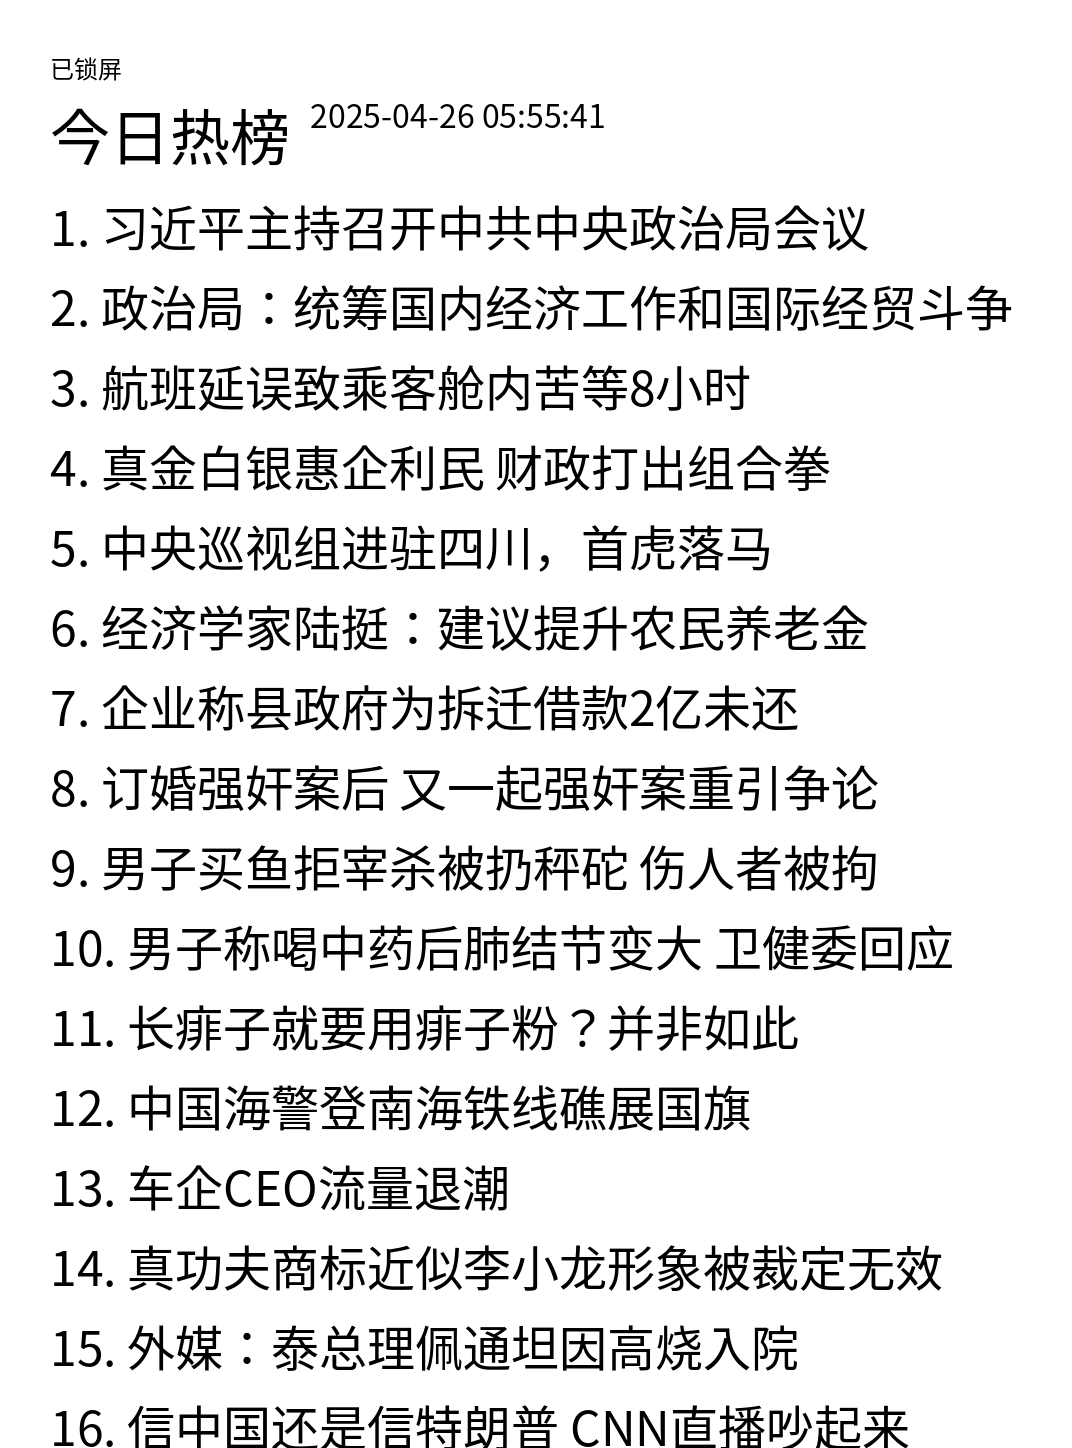 已锁屏
今日热榜 2025-04-26 05:55:41
1. 习近平主持召开中共中央政治局会议
2. 政治局：统筹国内经济工作和国际经贸斗争
3. 航班延误致乘客舱内苦等8小时
4. 真金白银惠企利民 财政打出组合拳
5. 中央巡视组进驻四川，首虎落马
6. 经济学家陆挺：建议提升农民养老金
7. 企业称县政府为拆迁借款2亿未还
8. 订婚强奸案后 又一起强奸案重引争论
9. 男子买鱼拒宰杀被扔秤砣 伤人者被拘
10. 男子称喝中药后肺结节变大 卫健委回应
11. 长痱子就要用痱子粉？并非如此
12. 中国海警登南海铁线礁展国旗
13. 车企CEO流量退潮
14. 真功夫商标近似李小龙形象被裁定无效
15. 外媒：泰总理佩通坦因高烧入院
16. 信中国还是信特朗普 CNN直播吵起来